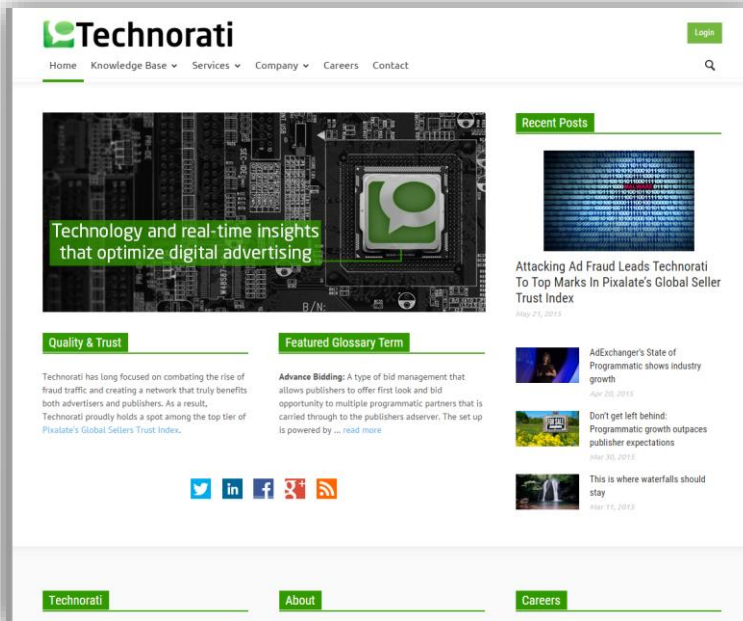 Technorati
Login
Home Knowledge Base Services Company Careers Contact
Technology and real-time insights
that optimize digital advertising
B/N:
Recent Posts
Attacking Ad Fraud Leads Technorati
To Top Marks In Pixalate's Global Seller
Trust Index
May 21, 2015
AdExchanger's State of
Programmatic shows industry
growth
Apr 20, 2015
FOR SALE
Don't get left behind:
Programmatic growth outpaces
publisher expectations
Mar 30, 2015
This is where waterfalls should
stay
Mar 11, 2015
Quality & Trust
Technorati has long focused on combating the rise of
fraud traffic and creating a network that truly benefits
both advertisers and publishers. As a result,
Technorati proudly holds a spot among the top tier of
Pixalate's Global Sellers Trust Index.
Featured Glossary Term
Advance Bidding: A type of bid management that
allows publishers to offer first look and bid
opportunity to multiple programmatic partners that is
carried through to the publishers adserver. The set up
is powered by ... read more
Technorati
About
Careers